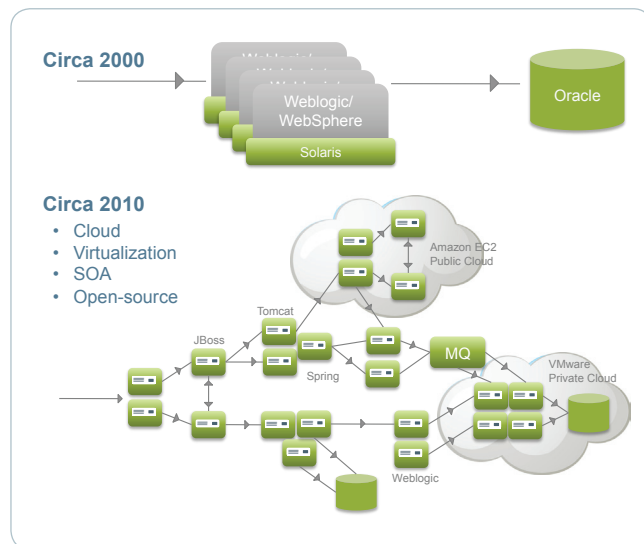 Circa 2000
Weblogic/
WebSphere
Solaris
Oracle
Circa 2010
• Cloud
• Virtualization
• SOA
• Open-source
Amazon EC2
Public Cloud
Tomcat
JBoss
Spring
MQ
VMware
Private Cloud
Weblogic